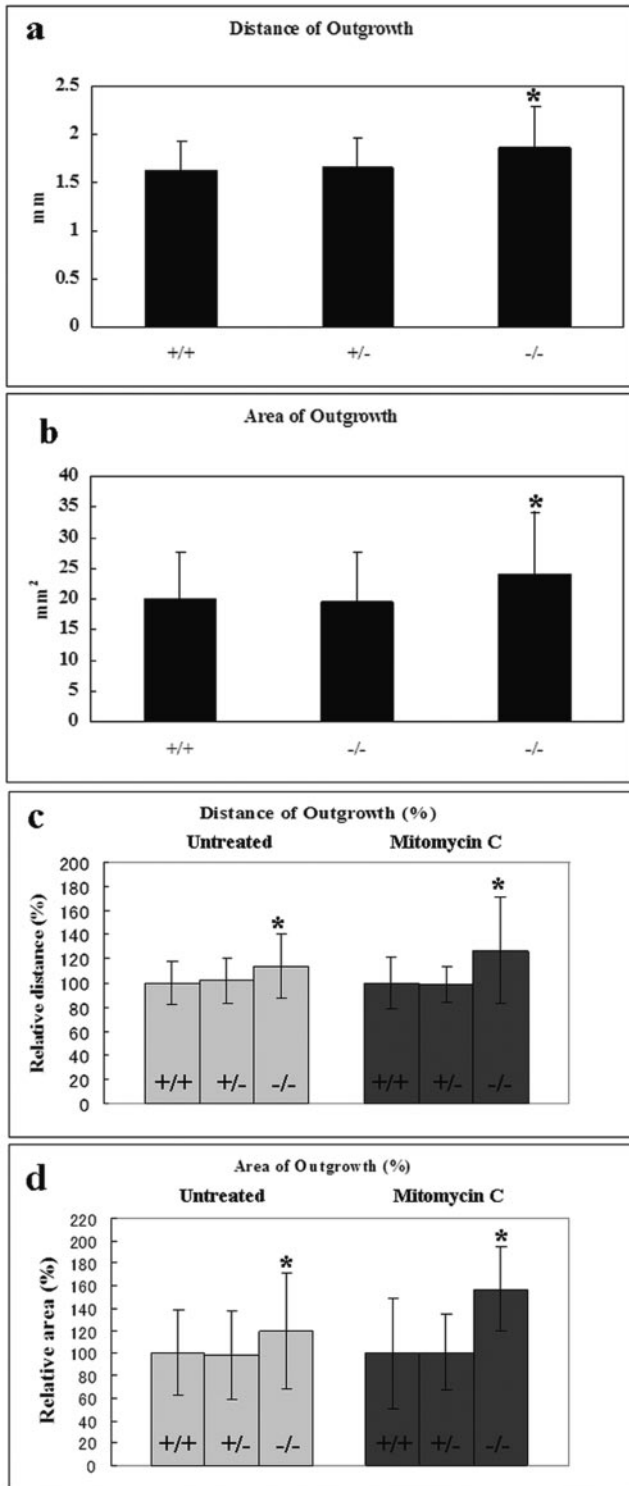 a
Distance of Outgrowth
2.5
*
2
1.5
1
0.5
0
mm
+/+ +/- -/-
b
Area of Outgrowth
40
35
*
30
25
20
15
10
5
0
mm²
+/+ -/- -/-
c
Distance of Outgrowth (%)
Untreated Mitomycin C
200
180
160
140
120
100
80
60
40
20
0
Relative distance (%)
* *
+/+ +/- -/- +/+ +/- -/-
d
Area of Outgrowth (%)
Untreated Mitomycin C
220
200
180
160
140
120
100
80
60
40
20
0
Relative area (%)
* *
+/+ +/- -/- +/+ +/- -/-